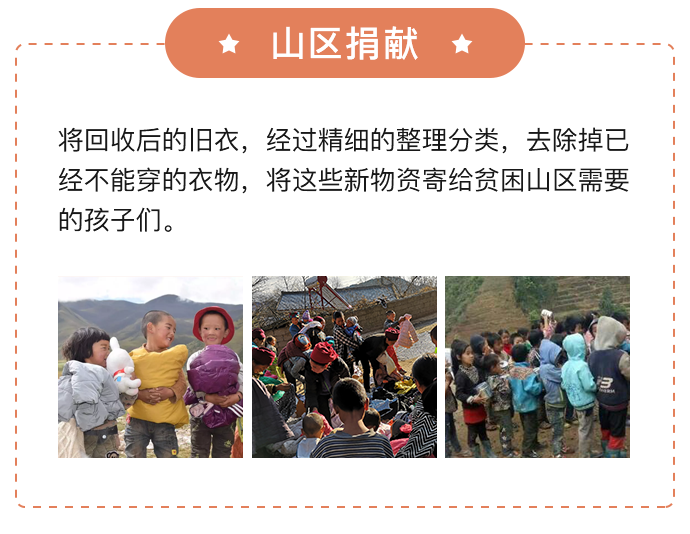 山区捐献
将回收后的旧衣，经过精细的整理分类，去除掉已
经不能穿的衣物，将这些新物资寄给贫困山区需要
的孩子们。